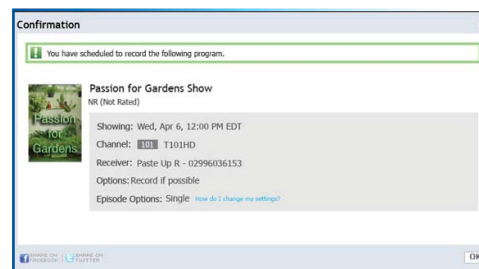 Confirmation
You have scheduled to record the following program.
Passion for Gardens Show
NR (Not Rated)
Passion
for
Gardens
Showing: Wed, Apr 6, 12:00 PM EDT
Channel: 101 T101HD
Receiver: Paste Up R - 02996036153
Options: Record if possible
Episode Options: Single How do I change my settings?
SHARE ON FACEBOOK | SHARE ON TWITTER
OK